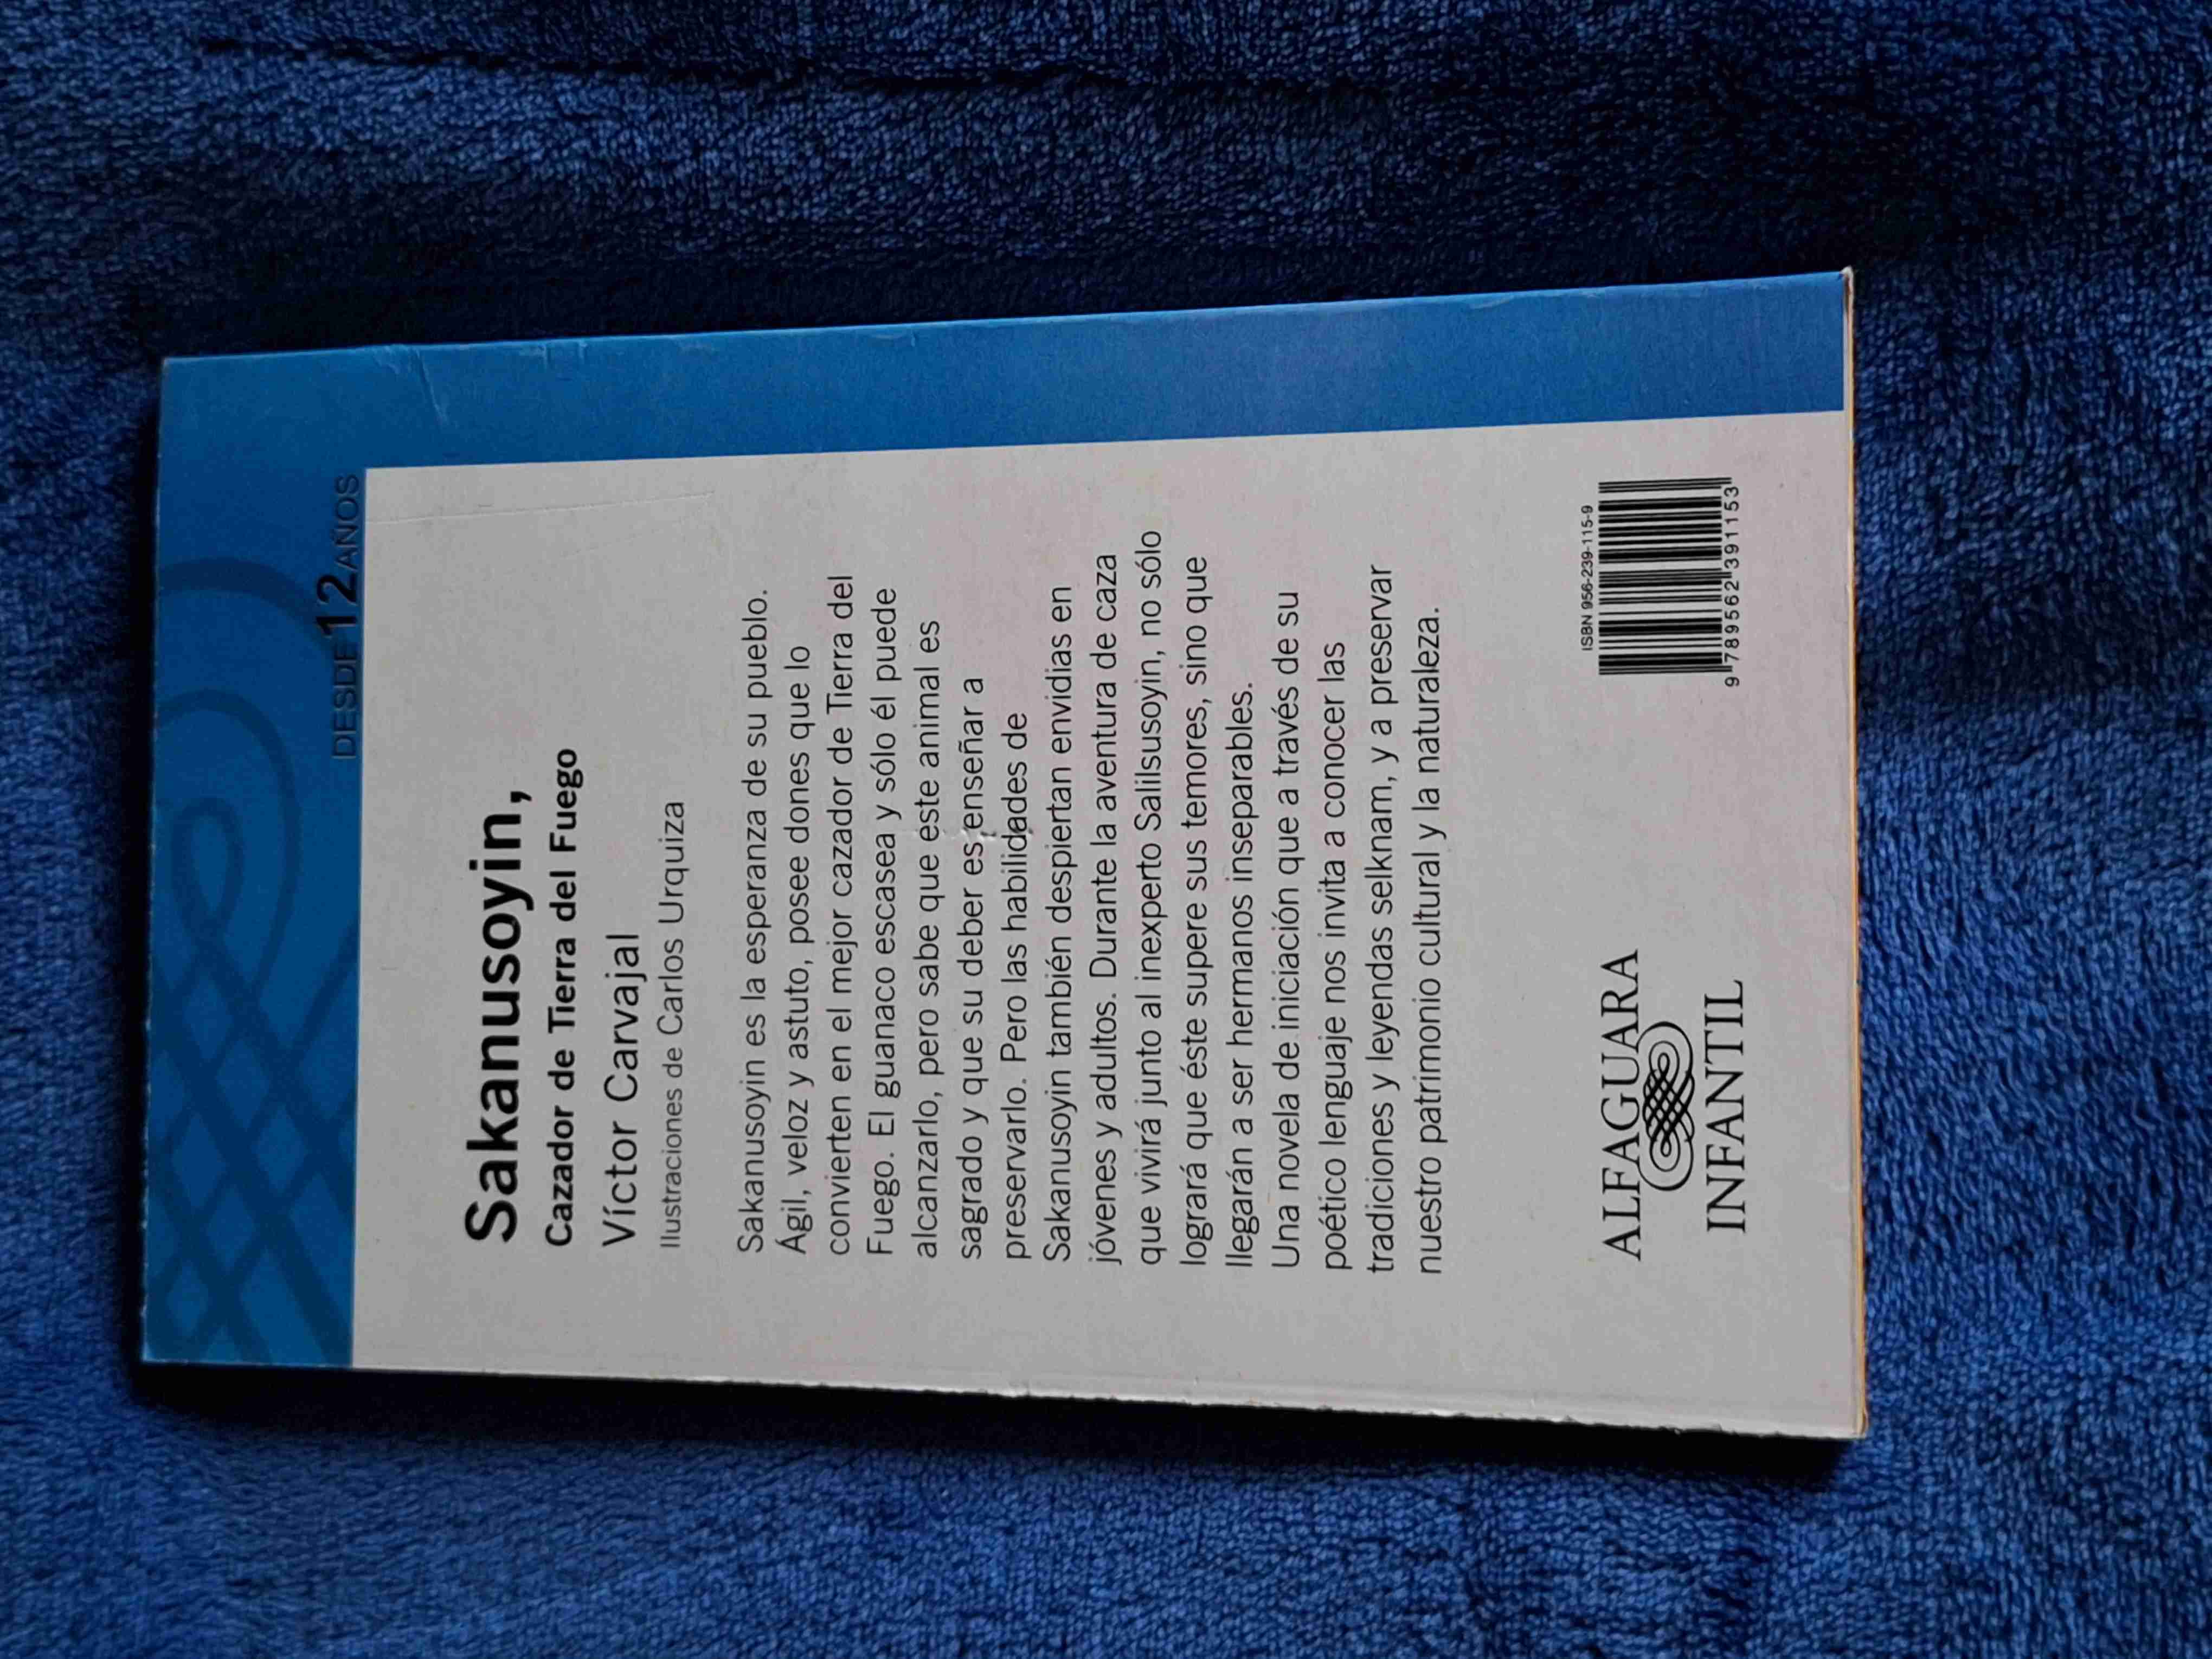 DESDE 12 AÑOS
Sakanusoyin,
Cazador de Tierra del Fuego
Víctor Carvajal
Ilustraciones de Carlos Urquiza
Sakanusoyin es la esperanza de su pueblo.
Ágil, veloz y astuto, posee dones que lo
convierten en el mejor cazador de Tierra del
Fuego. El guanaco escasea y sólo él puede
alcanzarlo, pero sabe que este animal es
sagrado y que su deber es enseñar a
preservarlo. Pero las habilidades de
Sakanusoyin también despiertan envidias en
jóvenes y adultos. Durante la aventura de caza
que vivirá junto al inexperto Salilsusoyin, no sólo
logrará que éste supere sus temores, sino que
llegarán a ser hermanos inseparables.
Una novela de iniciación que a través de su
poético lenguaje nos invita a conocer las
tradiciones y leyendas selknam, y a preservar
nuestro patrimonio cultural y la naturaleza.
ALFAGUARA
INFANTIL
ISBN 956-239-115-9
9 789562 391153